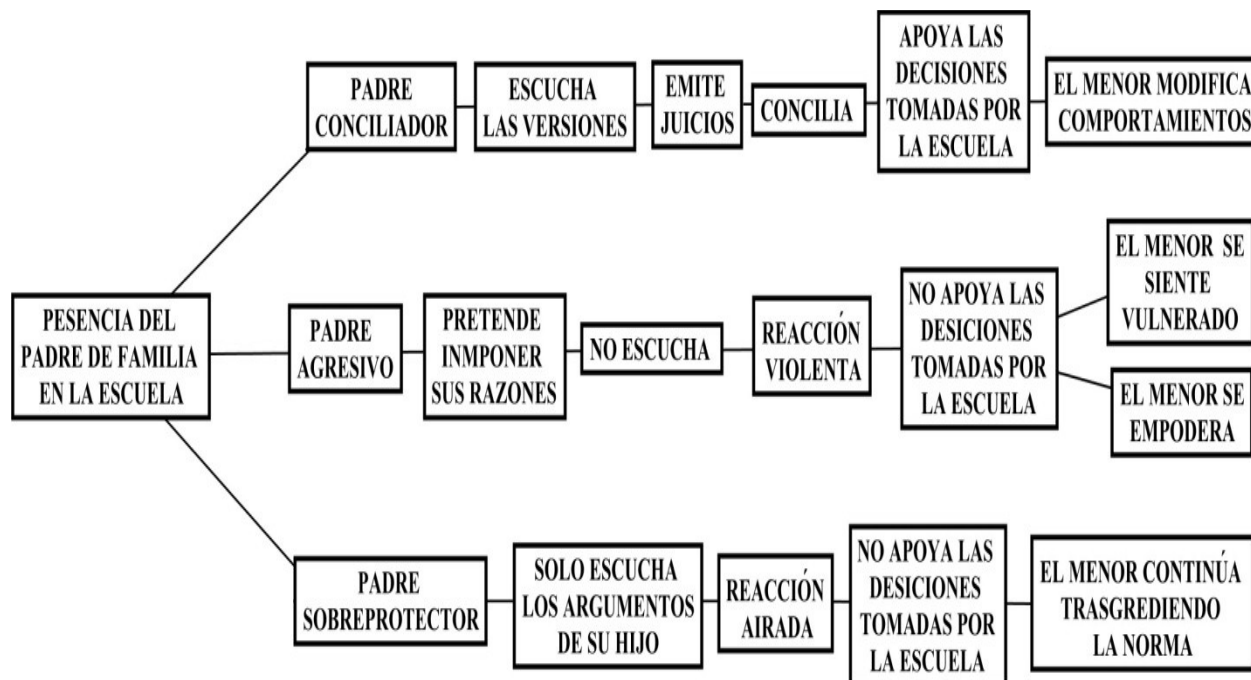 PADRE
CONCILIADOR
ESCUCHA
LAS VERSIONES
EMITE
JUICIOS
CONCILIA
APOYA LAS
DECISIONES
TOMADAS POR
LA ESCUELA
EL MENOR MODIFICA
COMPORTAMIENTOS
PESENCIA DEL
PADRE DE FAMILIA
EN LA ESCUELA
PADRE
AGRESIVO
PRETENDE
INMPONER
SUS RAZONES
NO ESCUCHA
REACCIÓN
VIOLENTA
NO APOYA LAS
DESICIONES
TOMADAS POR
LA ESCUELA
EL MENOR SE
SIENTE
VULNERADO
EL MENOR SE
EMPODERA
PADRE
SOBREPROTECTOR
SOLO ESCUCHA
LOS ARGUMENTOS
DE SU HIJO
REACCIÓN
AIRADA
NO APOYA LAS
DESICIONES
TOMADAS POR
LA ESCUELA
EL MENOR CONTINÚA
TRASGREDIENDO
LA NORMA